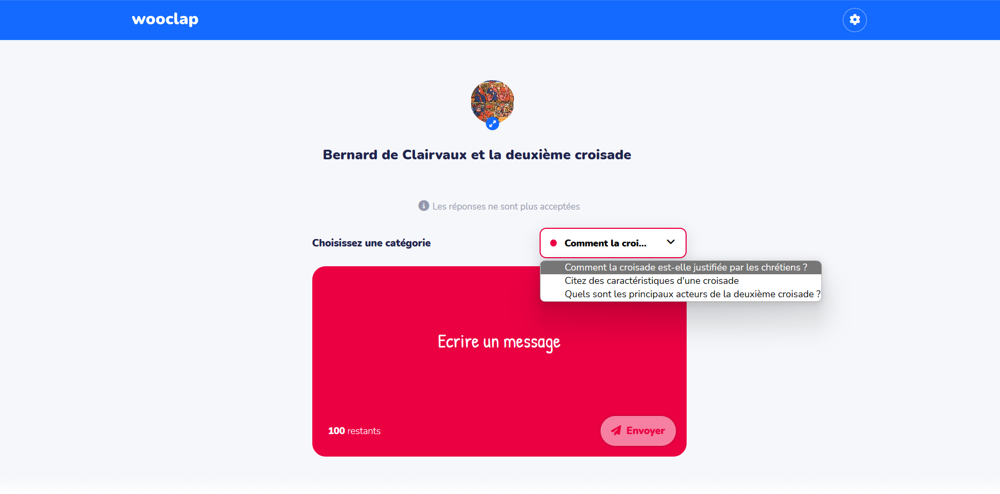 wooclap
Bernard de Clairvaux et la deuxième croisade
Les réponses ne sont plus acceptées
Choisissez une catégorie
Comment la croi...
Comment la croisade est-elle justifiée par les chrétiens ?
Citez des caractéristiques d'une croisade
Quels sont les principaux acteurs de la deuxième croisade ?
Ecrire un message
100 restants
Envoyer